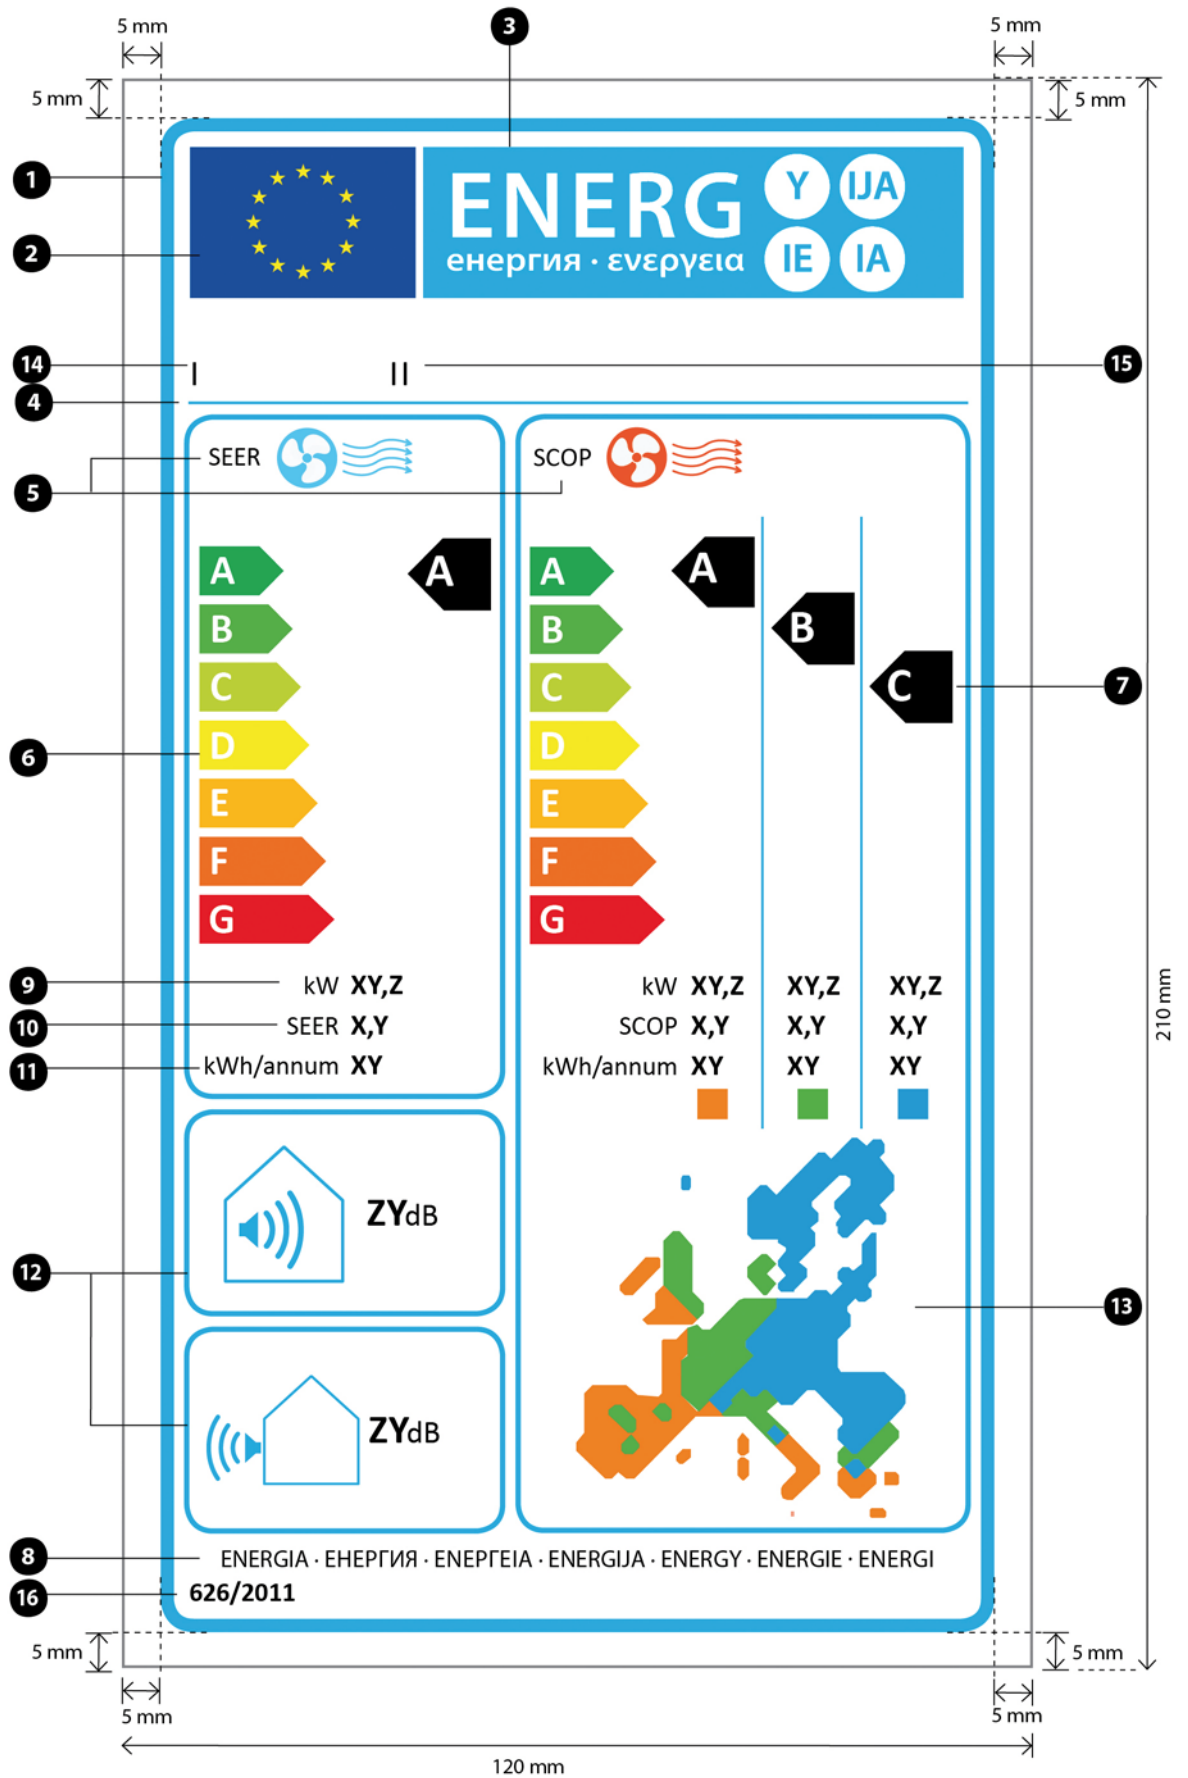 5 mm 3 5 mm
5 mm 5 mm
1 ENERG Y IJA
2 енергия · ενεργεια IE IA
14 I II 15
4
SEER SCOP
5
A A A A
B B B
C C C 7
6 D D
E E
F F
G G
9 kW XY,Z kW XY,Z XY,Z XY,Z
10 SEER X,Y SCOP X,Y X,Y X,Y
11 kWh/annum XY kWh/annum XY XY XY
210 mm
ZYdB
12
13
ZYdB
8 ENERGIA · ЕНЕРГИЯ · ΕΝΕΡΓΕΙΑ · ENERGIJA · ENERGY · ENERGIE · ENERGI
16 626/2011
5 mm 5 mm
5 mm 5 mm
120 mm